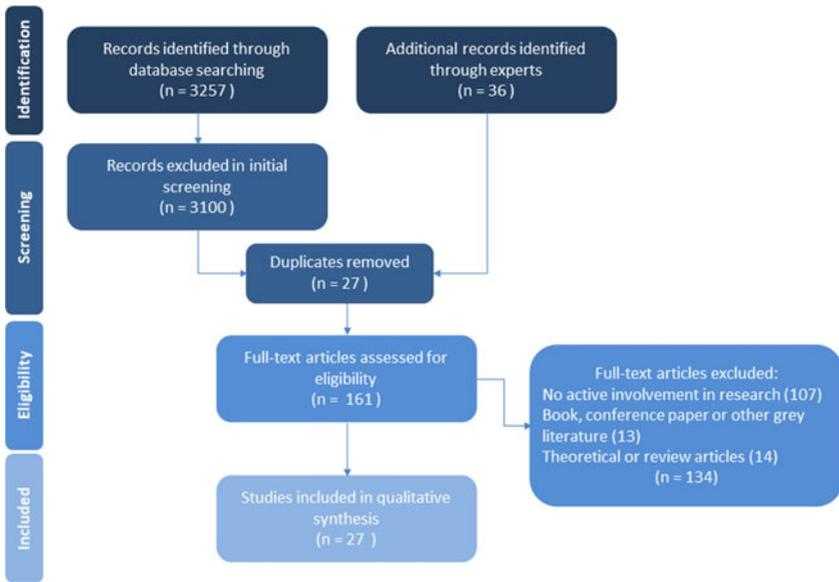 Identification
Records identified through
database searching
(n = 3257 )
Additional records identified
through experts
(n = 36 )
Screening
Records excluded in initial
screening
(n = 3100 )
Duplicates removed
(n = 27 )
Eligibility
Full-text articles assessed for
eligibility
(n = 161 )
Full-text articles excluded:
No active involvement in research (107)
Book, conference paper or other grey
literature (13)
Theoretical or review articles (14)
(n = 134)
Included
Studies included in qualitative
synthesis
(n = 27 )